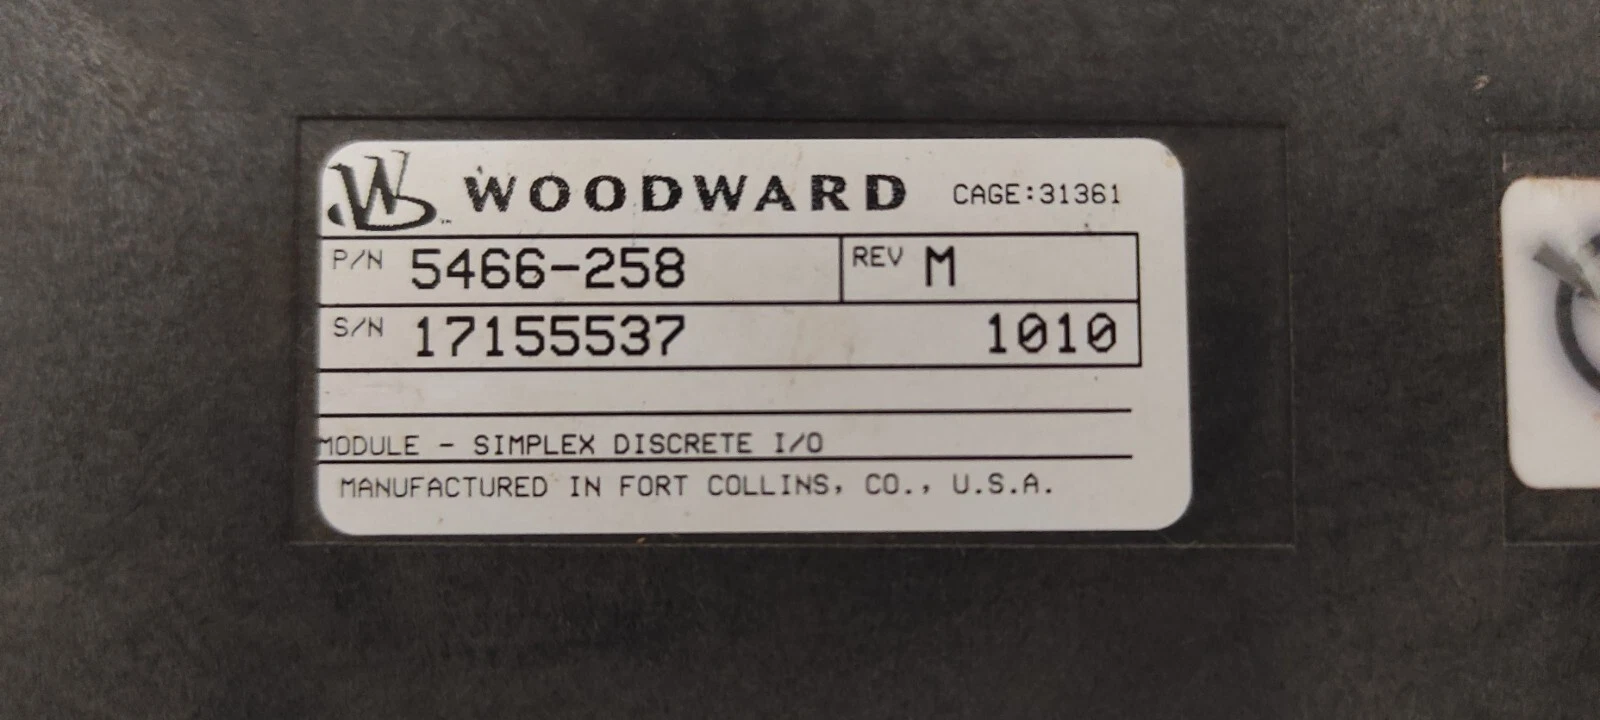 WOODWARD CAGE:31361
P/N 5466-258 REV M
S/N 17155537 1010
MODULE - SIMPLEX DISCRETE I/O
MANUFACTURED IN FORT COLLINS, CO., U.S.A.